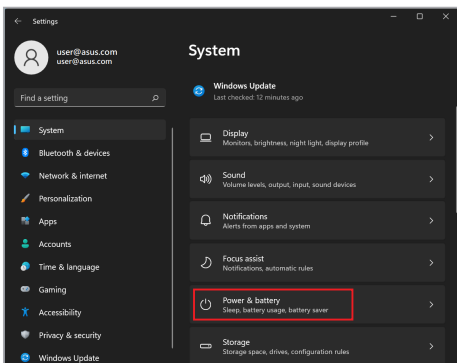 Settings
user@asus.com
user@asus.com
Find a setting
System
Bluetooth & devices
Network & internet
Personalization
Apps
Accounts
Time & language
Gaming
Accessibility
Privacy & security
Windows Update
System
Windows Update
Last checked: 12 minutes ago
Display
Monitors, brightness, night light, display profile
Sound
Volume levels, output, input, sound devices
Notifications
Alerts from apps and system
Focus assist
Notifications, automatic rules
Power & battery
Sleep, battery usage, battery saver
Storage
Storage space, drives, configuration rules